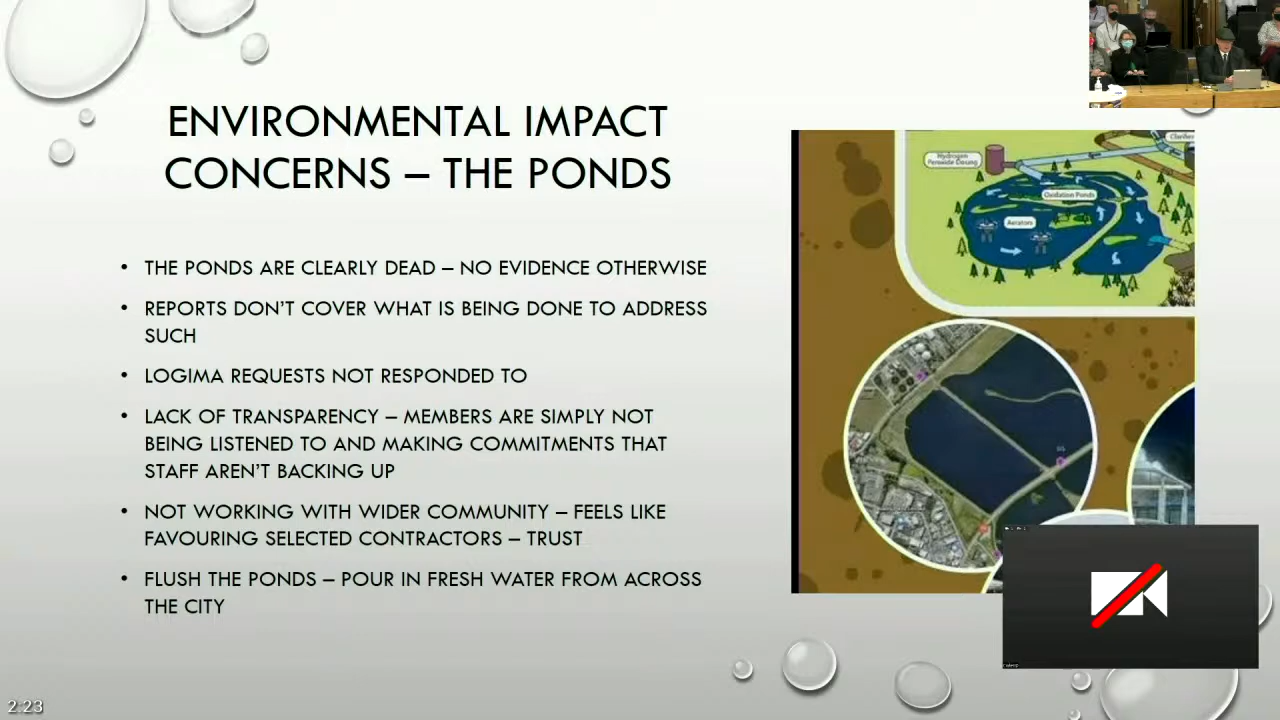 ENVIRONMENTAL IMPACT
CONCERNS – THE PONDS
• THE PONDS ARE CLEARLY DEAD – NO EVIDENCE OTHERWISE
• REPORTS DON'T COVER WHAT IS BEING DONE TO ADDRESS
SUCH
• LOGIMA REQUESTS NOT RESPONDED TO
• LACK OF TRANSPARENCY – MEMBERS ARE SIMPLY NOT
BEING LISTENED TO AND MAKING COMMITMENTS THAT
STAFF AREN'T BACKING UP
• NOT WORKING WITH WIDER COMMUNITY – FEELS LIKE
FAVOURING SELECTED CONTRACTORS – TRUST
• FLUSH THE PONDS – POUR IN FRESH WATER FROM ACROSS
THE CITY
Hydrogen
Peroxide Dosing
Oxidation Ponds
Aerators
2:23